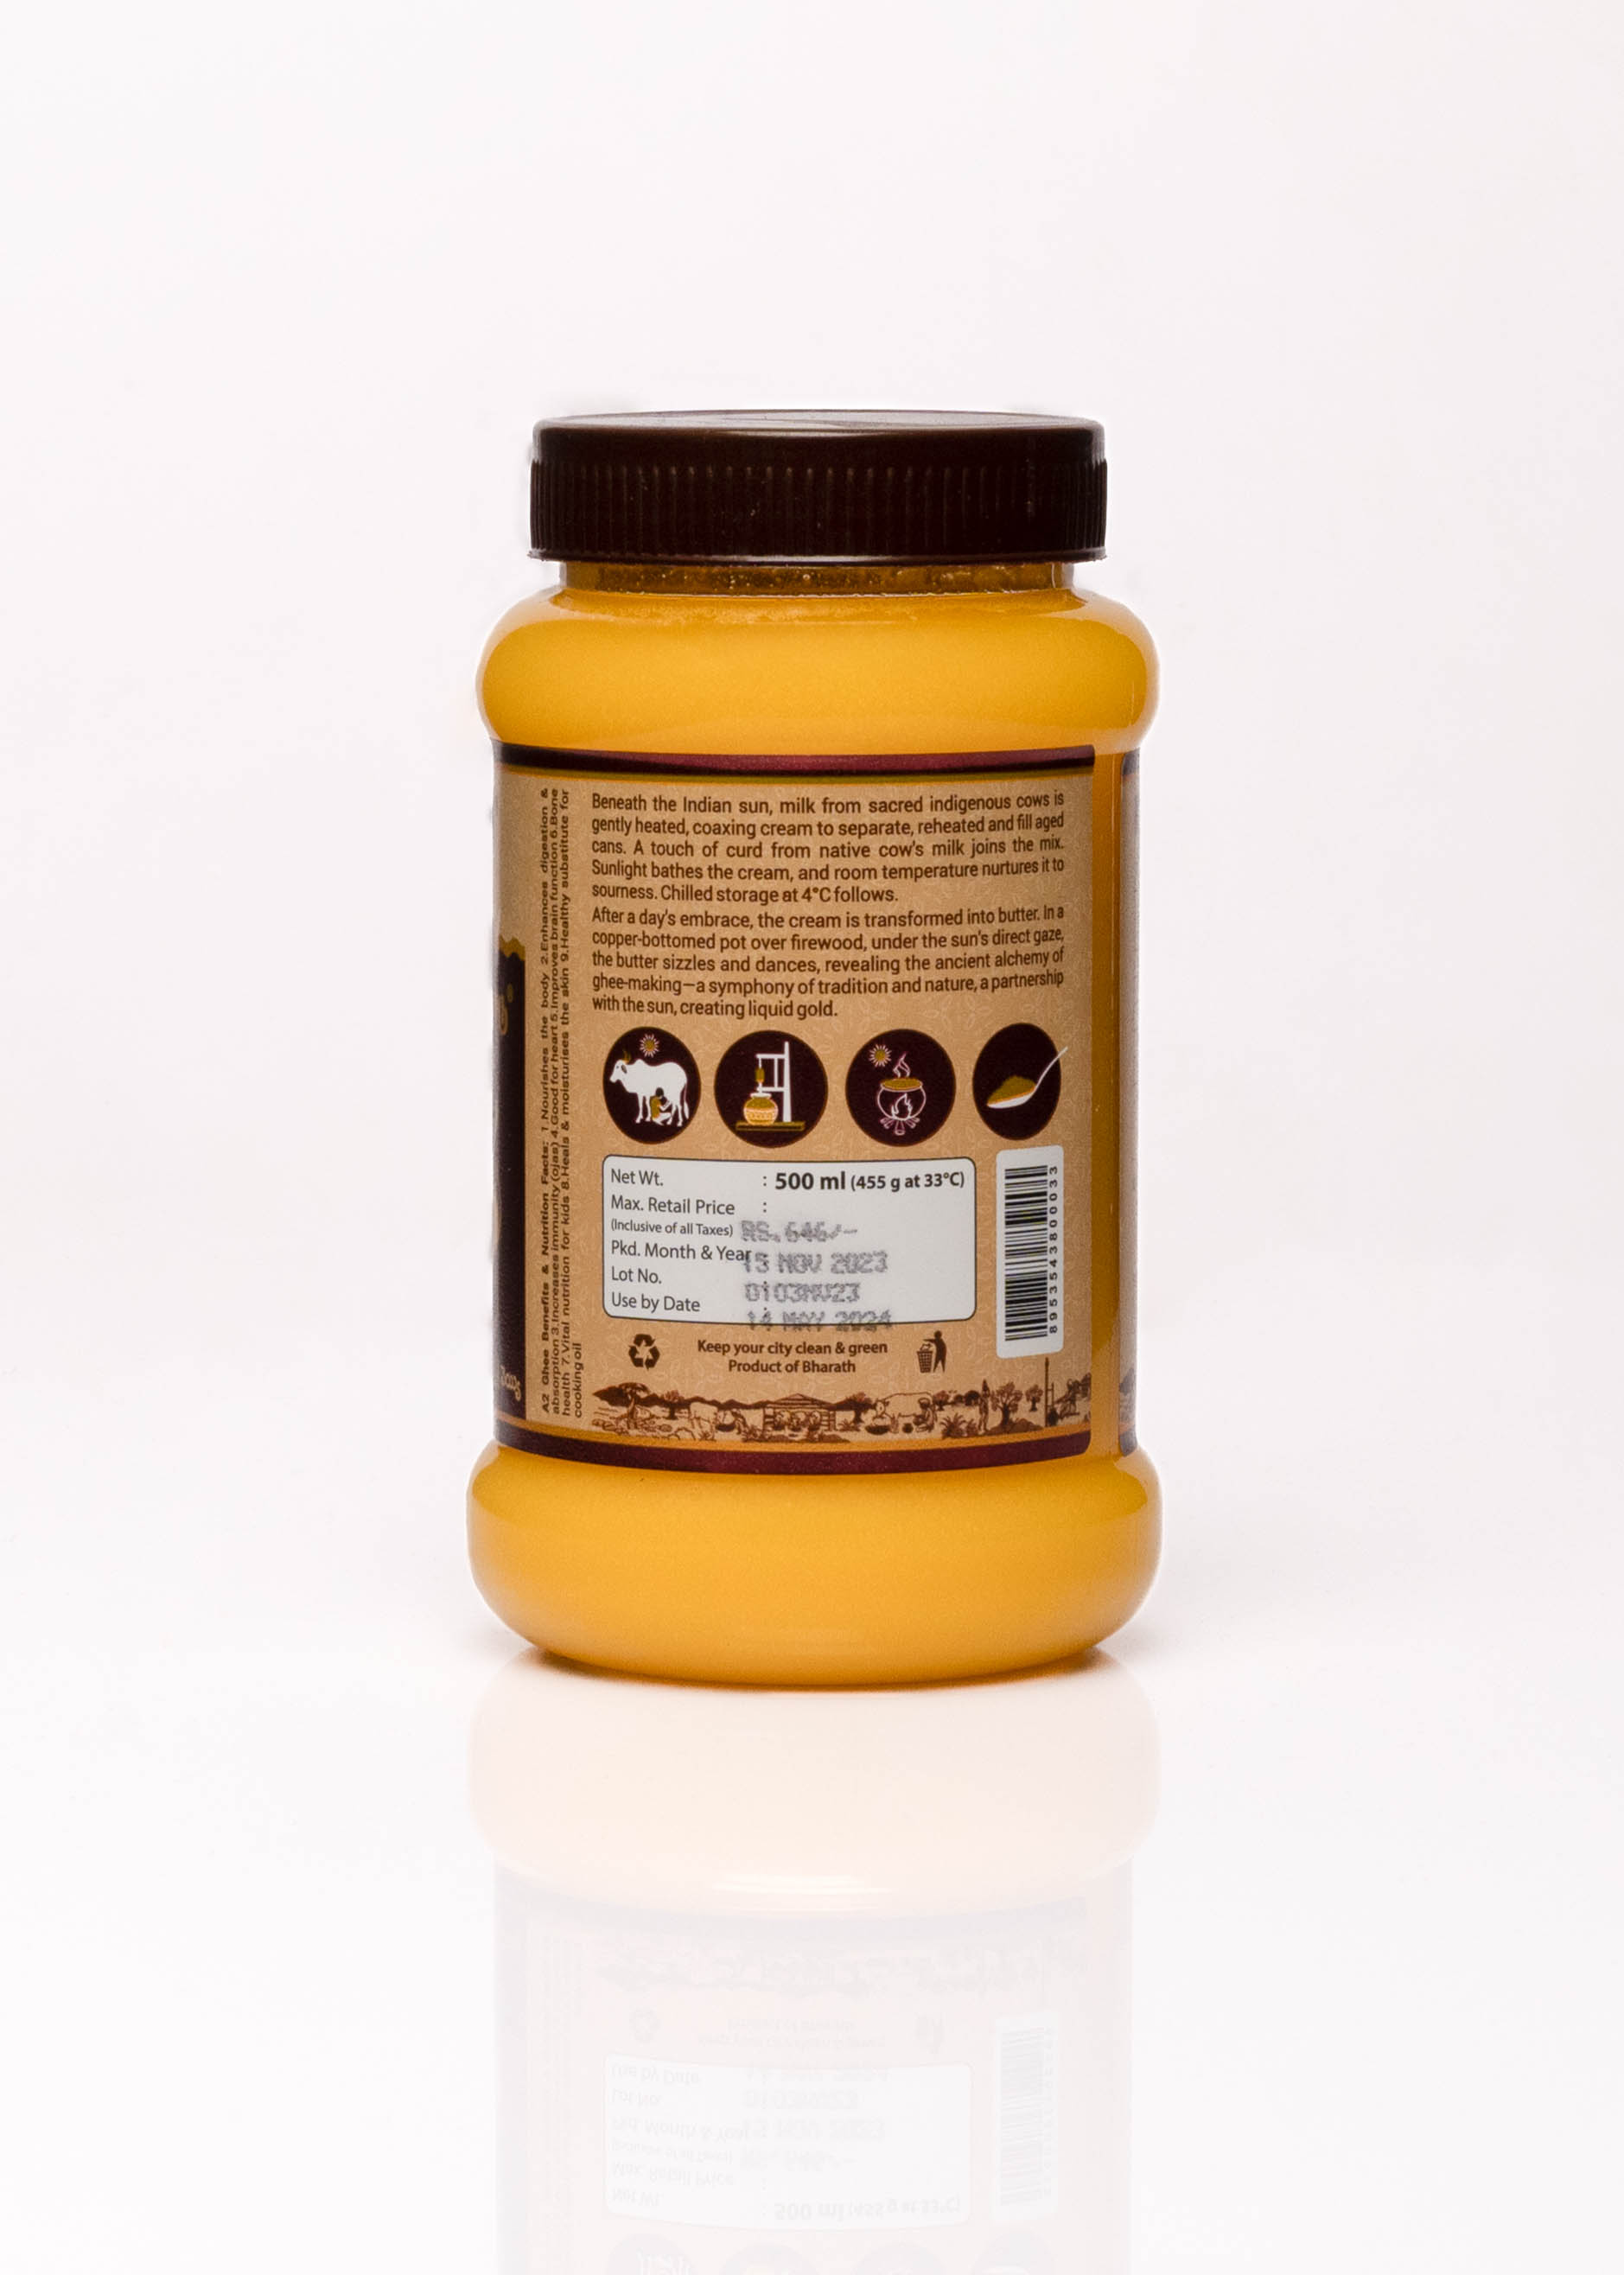 Beneath the Indian sun, milk from sacred indigenous cows is
gently heated, coaxing cream to separate, reheated and fill aged
cans. A touch of curd from native cow's milk joins the mix.
Sunlight bathes the cream, and room temperature nurtures it to
sourness. Chilled storage at 4°C follows.
After a day's embrace, the cream is transformed into butter. In a
copper-bottomed pot over firewood, under the sun's direct gaze,
the butter sizzles and dances, revealing the ancient alchemy of
ghee-making—a symphony of tradition and nature, a partnership
with the sun, creating liquid gold.
A2 Ghee Benefits & Nutrition Facts: 1.Nourishes the body 2.Enhances digestion &
absorption 3.Increases immunity (ojas) 4.Good for heart 5.Improves brain function 6.Bone
health 7.Vital nutrition for kids 8.Heals & moisturises the skin 9.Healthy substitute for
cooking oil
Net Wt. : 500 ml (455 g at 33°C)
Max. Retail Price :
(Inclusive of all Taxes) RS.646/-
Pkd. Month & Year 15 NOV 2023
Lot No. 0103NV23
Use by Date 14 MAY 2024
8953543800033
Keep your city clean & green
Product of Bharath